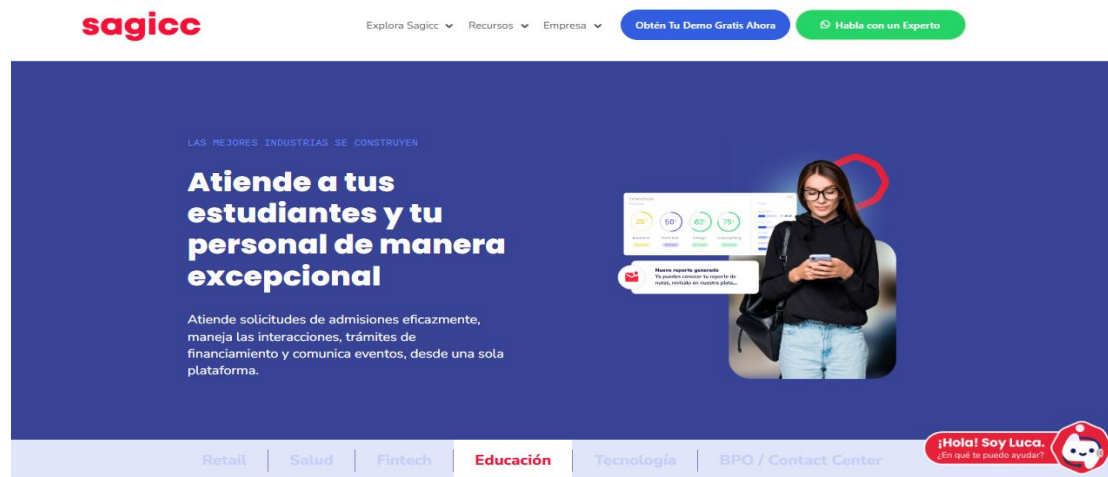 sagicc
Explora Sagicc
Recursos
Empresa
Obtén Tu Demo Gratis Ahora
Habla con un Experto
LAS MEJORES INDUSTRIAS SE CONSTRUYEN
Atiende a tus
estudiantes y tu
personal de manera
excepcional
Atiende solicitudes de admisiones eficazmente,
maneja las interacciones, trámites de
financiamiento y comunica eventos, desde una sola
plataforma.
50%
62%
75%
Nuevo reporte generado
Ya puedes conocer tu reporte de
notas, revísalo en nuestra plata...
Retail
Salud
Fintech
Educación
Tecnología
BPO / Contact Center
¡Hola! Soy Luca.
¿En qué te puedo ayudar?